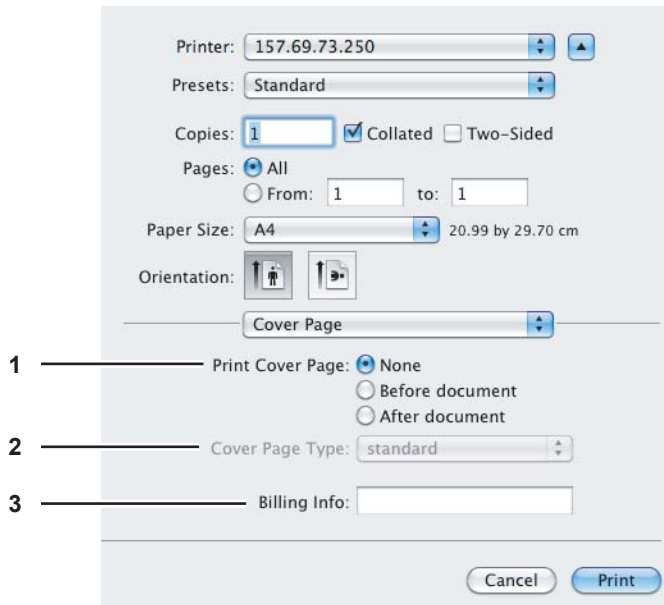 Printer: 157.69.73.250
Presets: Standard
Copies: 1 Collated Two-Sided
Pages: All
From: 1 to: 1
Paper Size: A4 20.99 by 29.70 cm
Orientation:
Cover Page
1 Print Cover Page: None
Before document
After document
2 Cover Page Type: standard
3 Billing Info:
Cancel Print